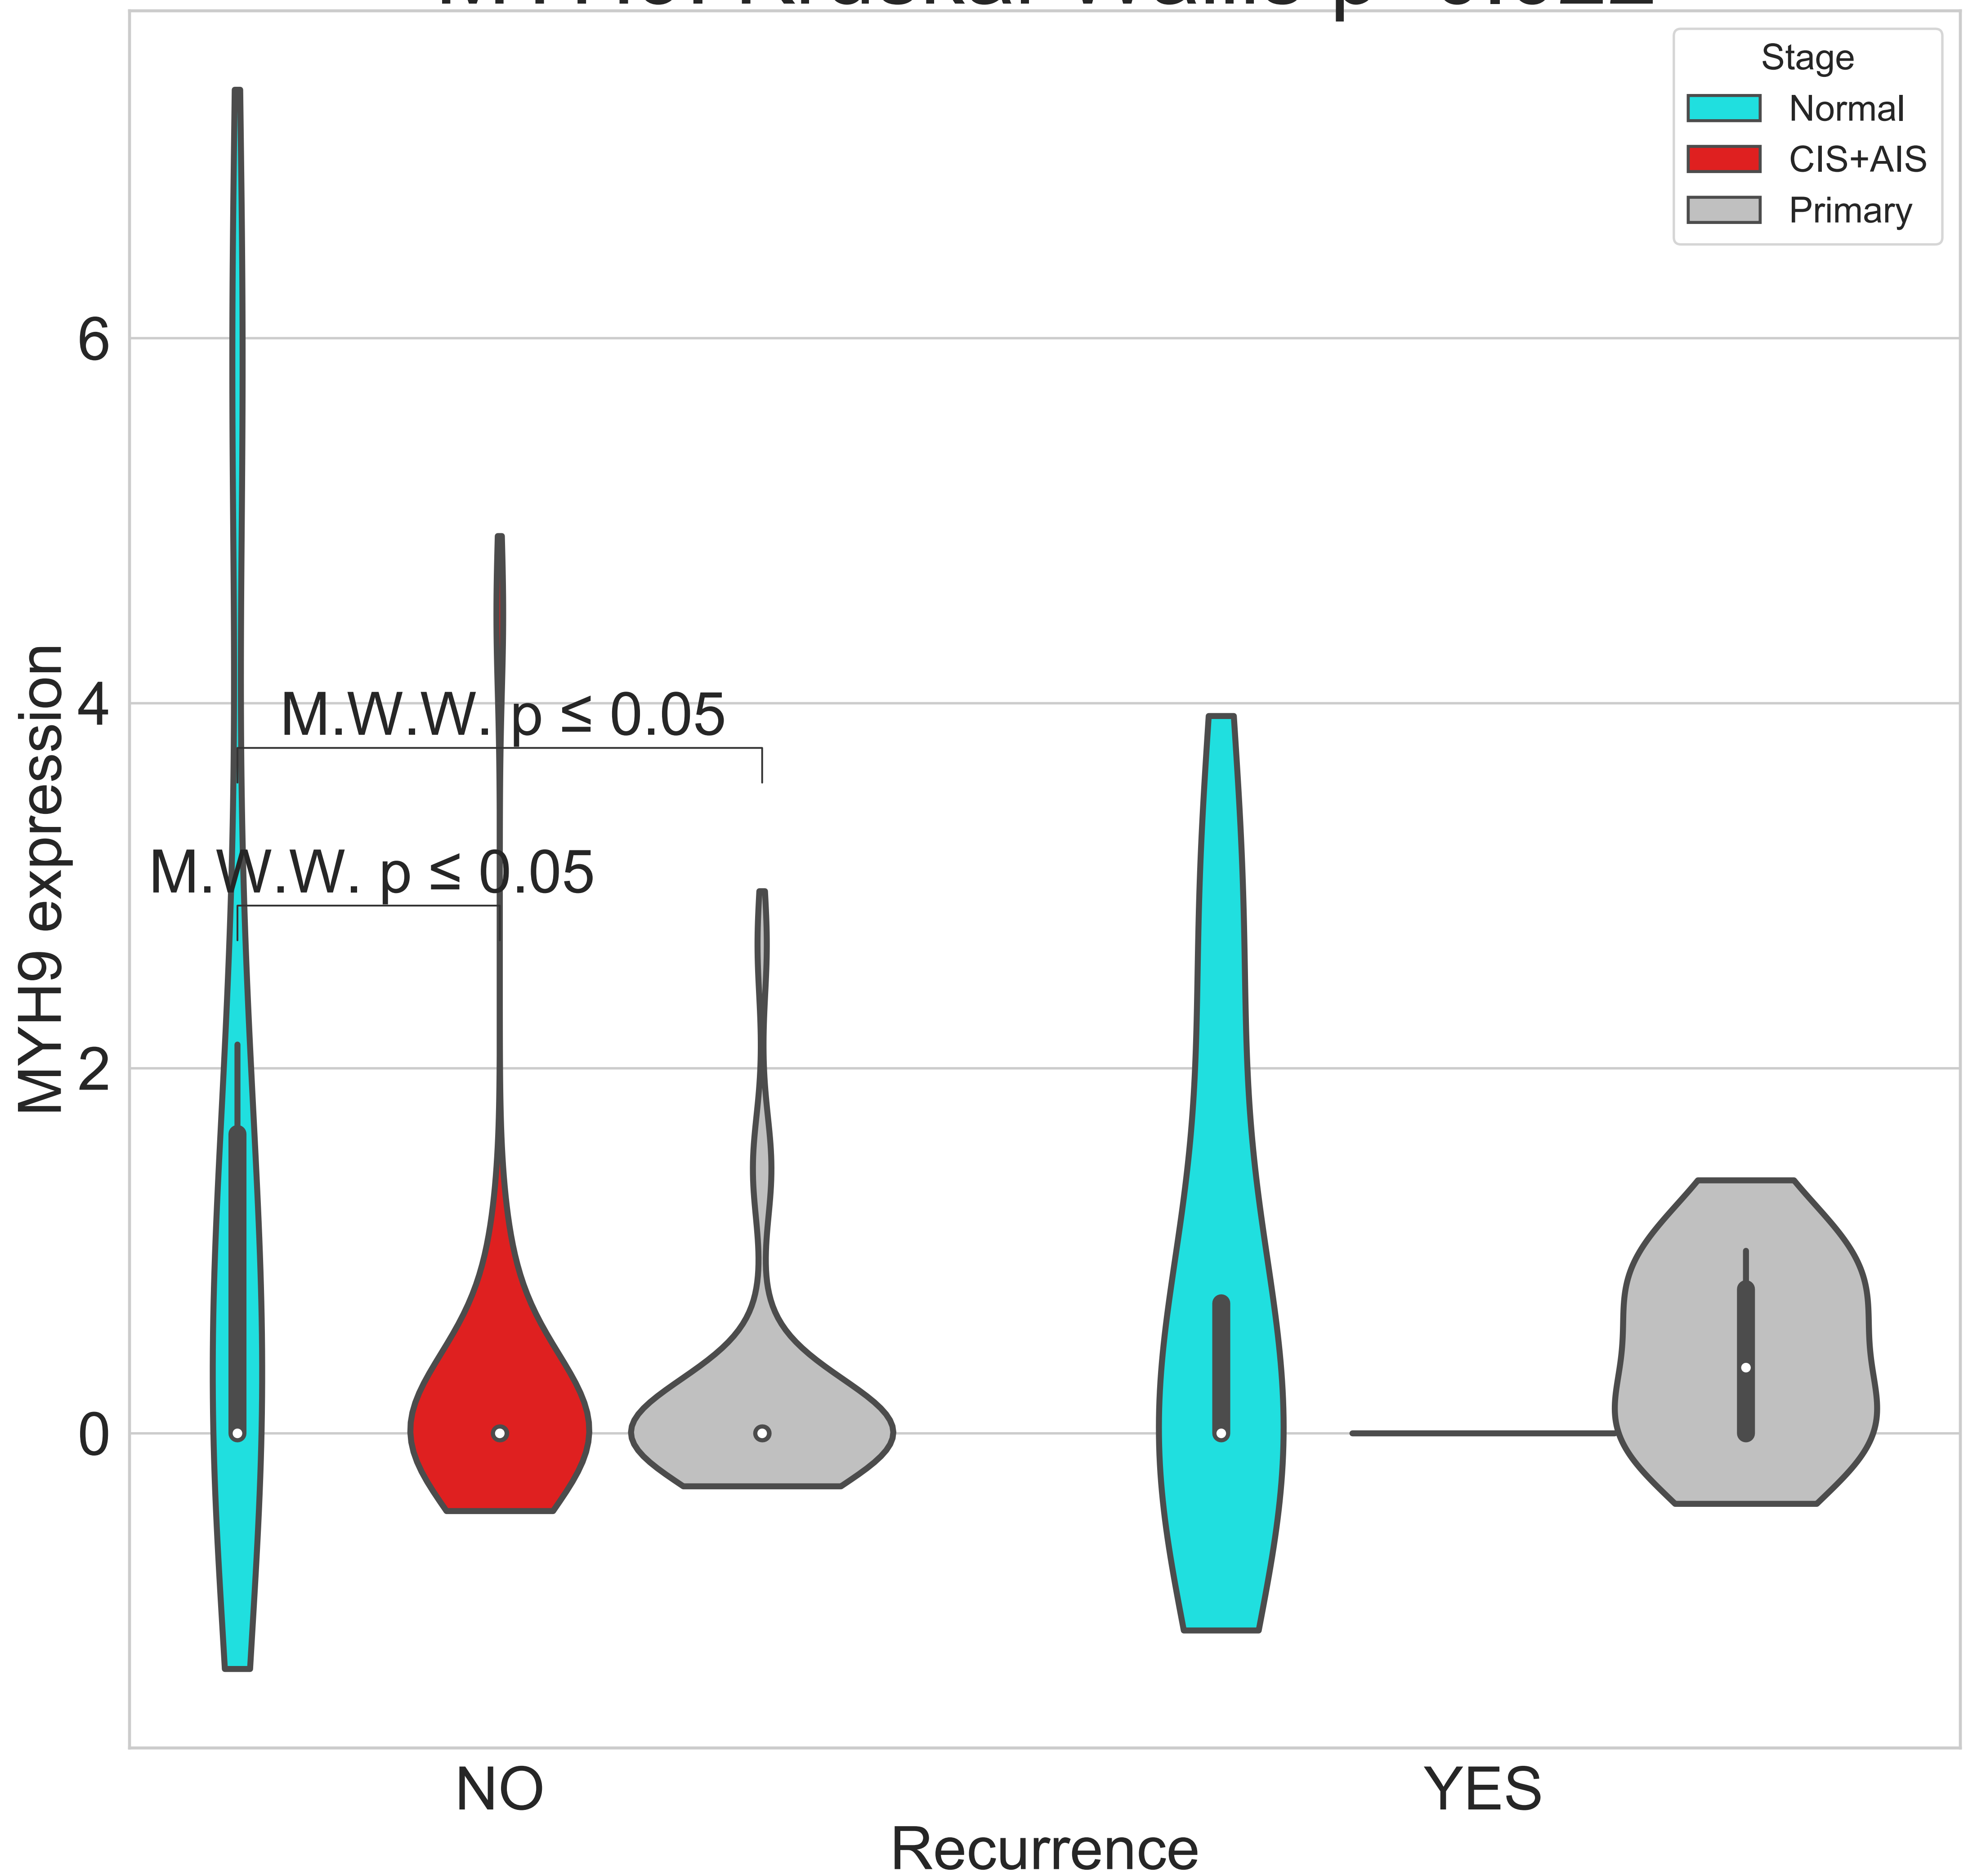 Stage
Normal
CIS+AIS
Primary
6
4
2
0
MYH9 expression
M.W.W. p ≤ 0.05
M.W.W. p ≤ 0.05
NO
YES
Recurrence